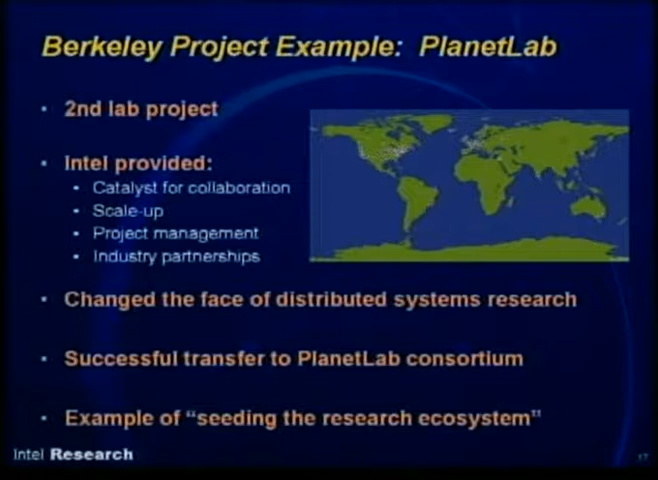 Berkeley Project Example: PlanetLab
• 2nd lab project
• Intel provided:
• Catalyst for collaboration
• Scale-up
• Project management
• Industry partnerships
• Changed the face of distributed systems research
• Successful transfer to PlanetLab consortium
• Example of “seeding the research ecosystem”
Intel Research